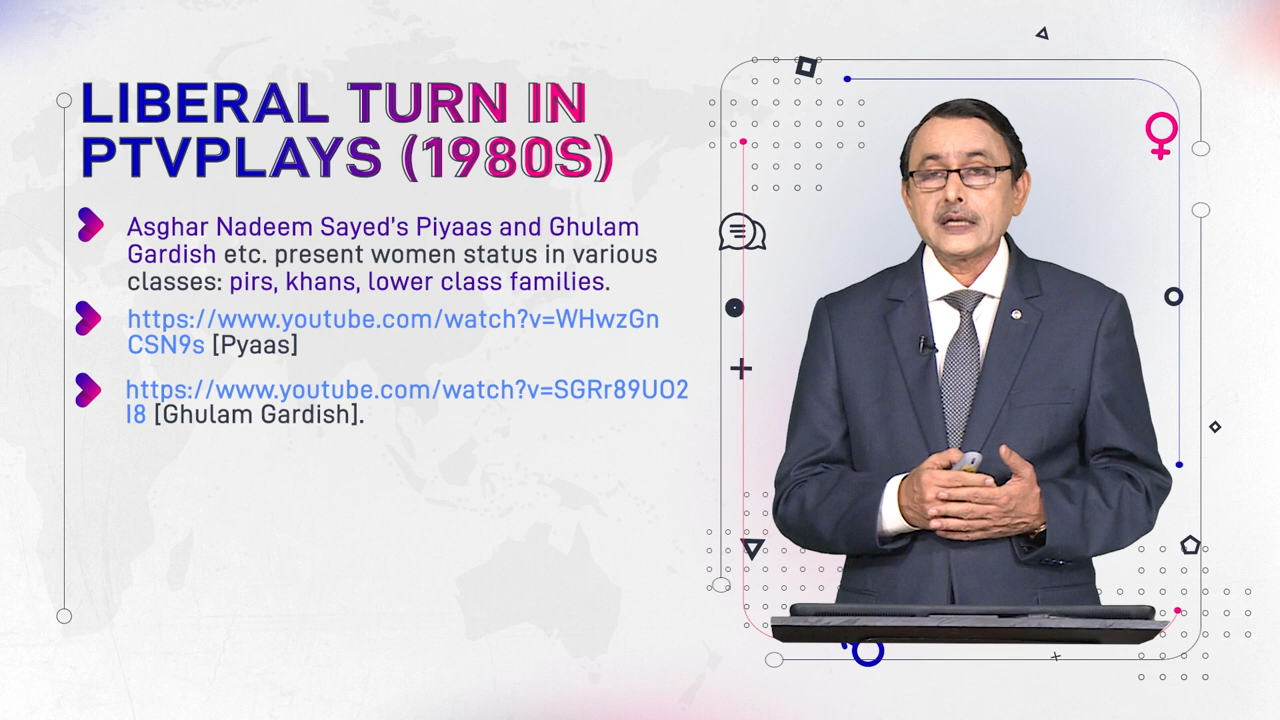 LIBERAL TURN IN
PTVPLAYS (1980S)
Asghar Nadeem Sayed's Piyaas and Ghulam
Gardish etc. present women status in various
classes: pirs, khans, lower class families.
https://www.youtube.com/watch?v=WHwzGn
CSN9s [Pyaas]
https://www.youtube.com/watch?v=SGRr89UO2
I8 [Ghulam Gardish].